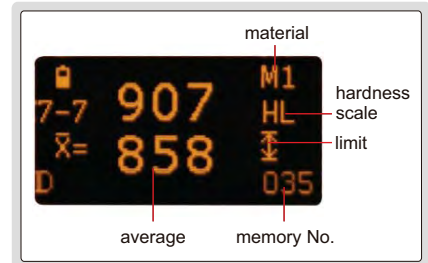 material
M1
7-7 907 HL
hardness
scale
X̄= 858
limit
D 035
average memory No.